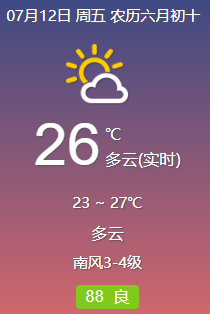 07月12日 周五 农历六月初十
26 ℃
多云(实时)
23 ~ 27℃
多云
南风3-4级
88 良